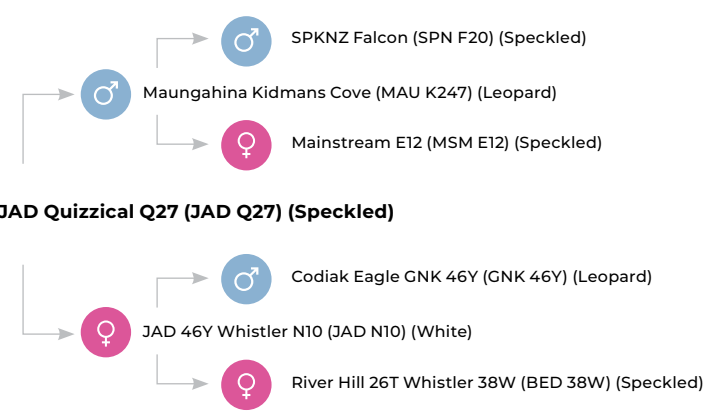 SPKNZ Falcon (SPN F20) (Speckled)
Maungahina Kidmans Cove (MAU K247) (Leopard)
Mainstream E12 (MSM E12) (Speckled)
JAD Quizzical Q27 (JAD Q27) (Speckled)
Codiak Eagle GNK 46Y (GNK 46Y) (Leopard)
JAD 46Y Whistler N10 (JAD N10) (White)
River Hill 26T Whistler 38W (BED 38W) (Speckled)